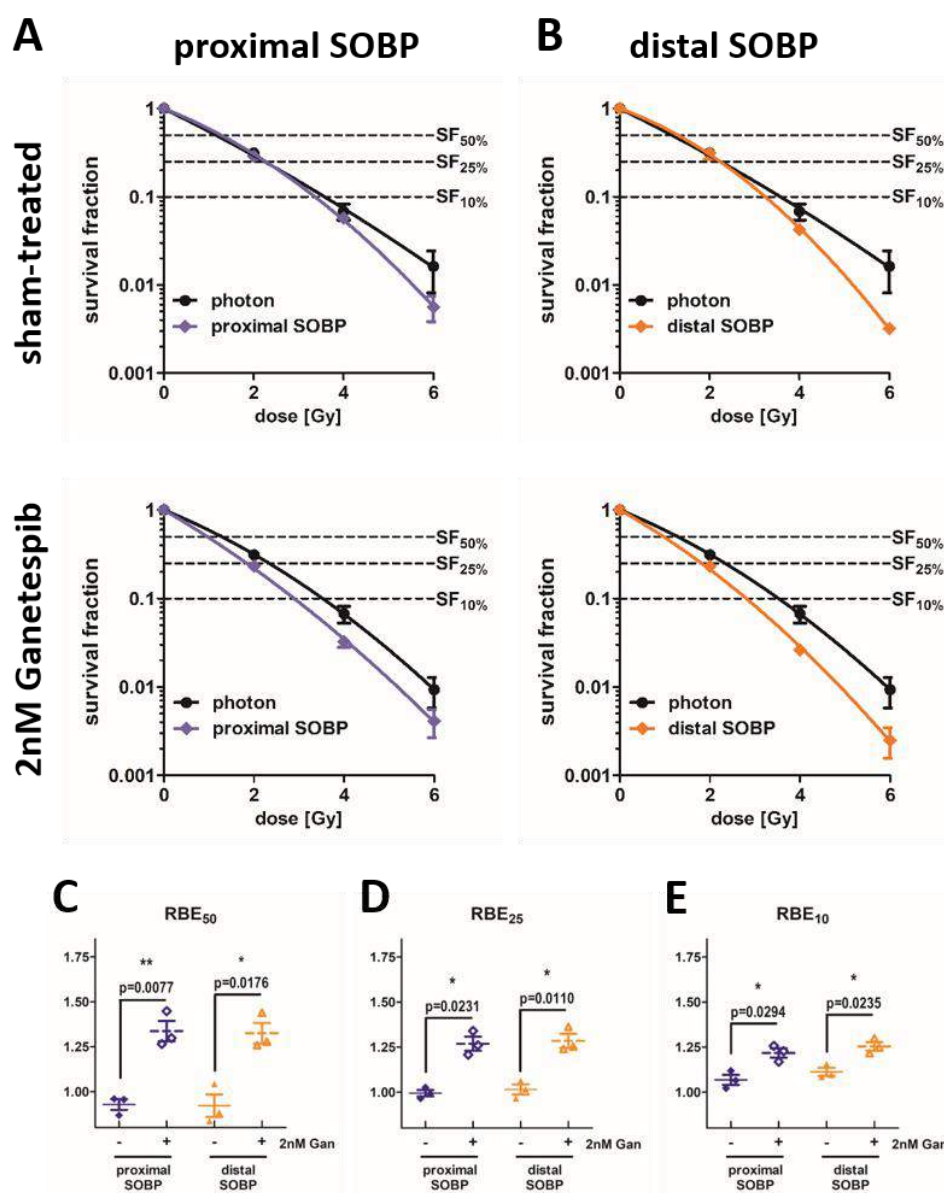 A
proximal SOBP
B
distal SOBP
sham-treated
survival fraction
1
0.1
0.01
0.001
SF50%
SF25%
SF10%
photon
proximal SOBP
0 2 4 6
dose [Gy]
survival fraction
1
0.1
0.01
0.001
SF50%
SF25%
SF10%
photon
distal SOBP
0 2 4 6
dose [Gy]
2nM Ganetespib
survival fraction
1
0.1
0.01
0.001
SF50%
SF25%
SF10%
photon
proximal SOBP
0 2 4 6
dose [Gy]
survival fraction
1
0.1
0.01
0.001
SF50%
SF25%
SF10%
photon
distal SOBP
0 2 4 6
dose [Gy]
C
RBE50
1.75
1.50
1.25
1.00
** *
p=0.0077 p=0.0176
- + - + 2nM Gan
proximal distal
SOBP SOBP
D
RBE25
1.75
1.50
1.25
1.00
* *
p=0.0231 p=0.0110
- + - + 2nM Gan
proximal distal
SOBP SOBP
E
RBE10
1.75
1.50
1.25
1.00
* *
p=0.0294 p=0.0235
- + - + 2nM Gan
proximal distal
SOBP SOBP